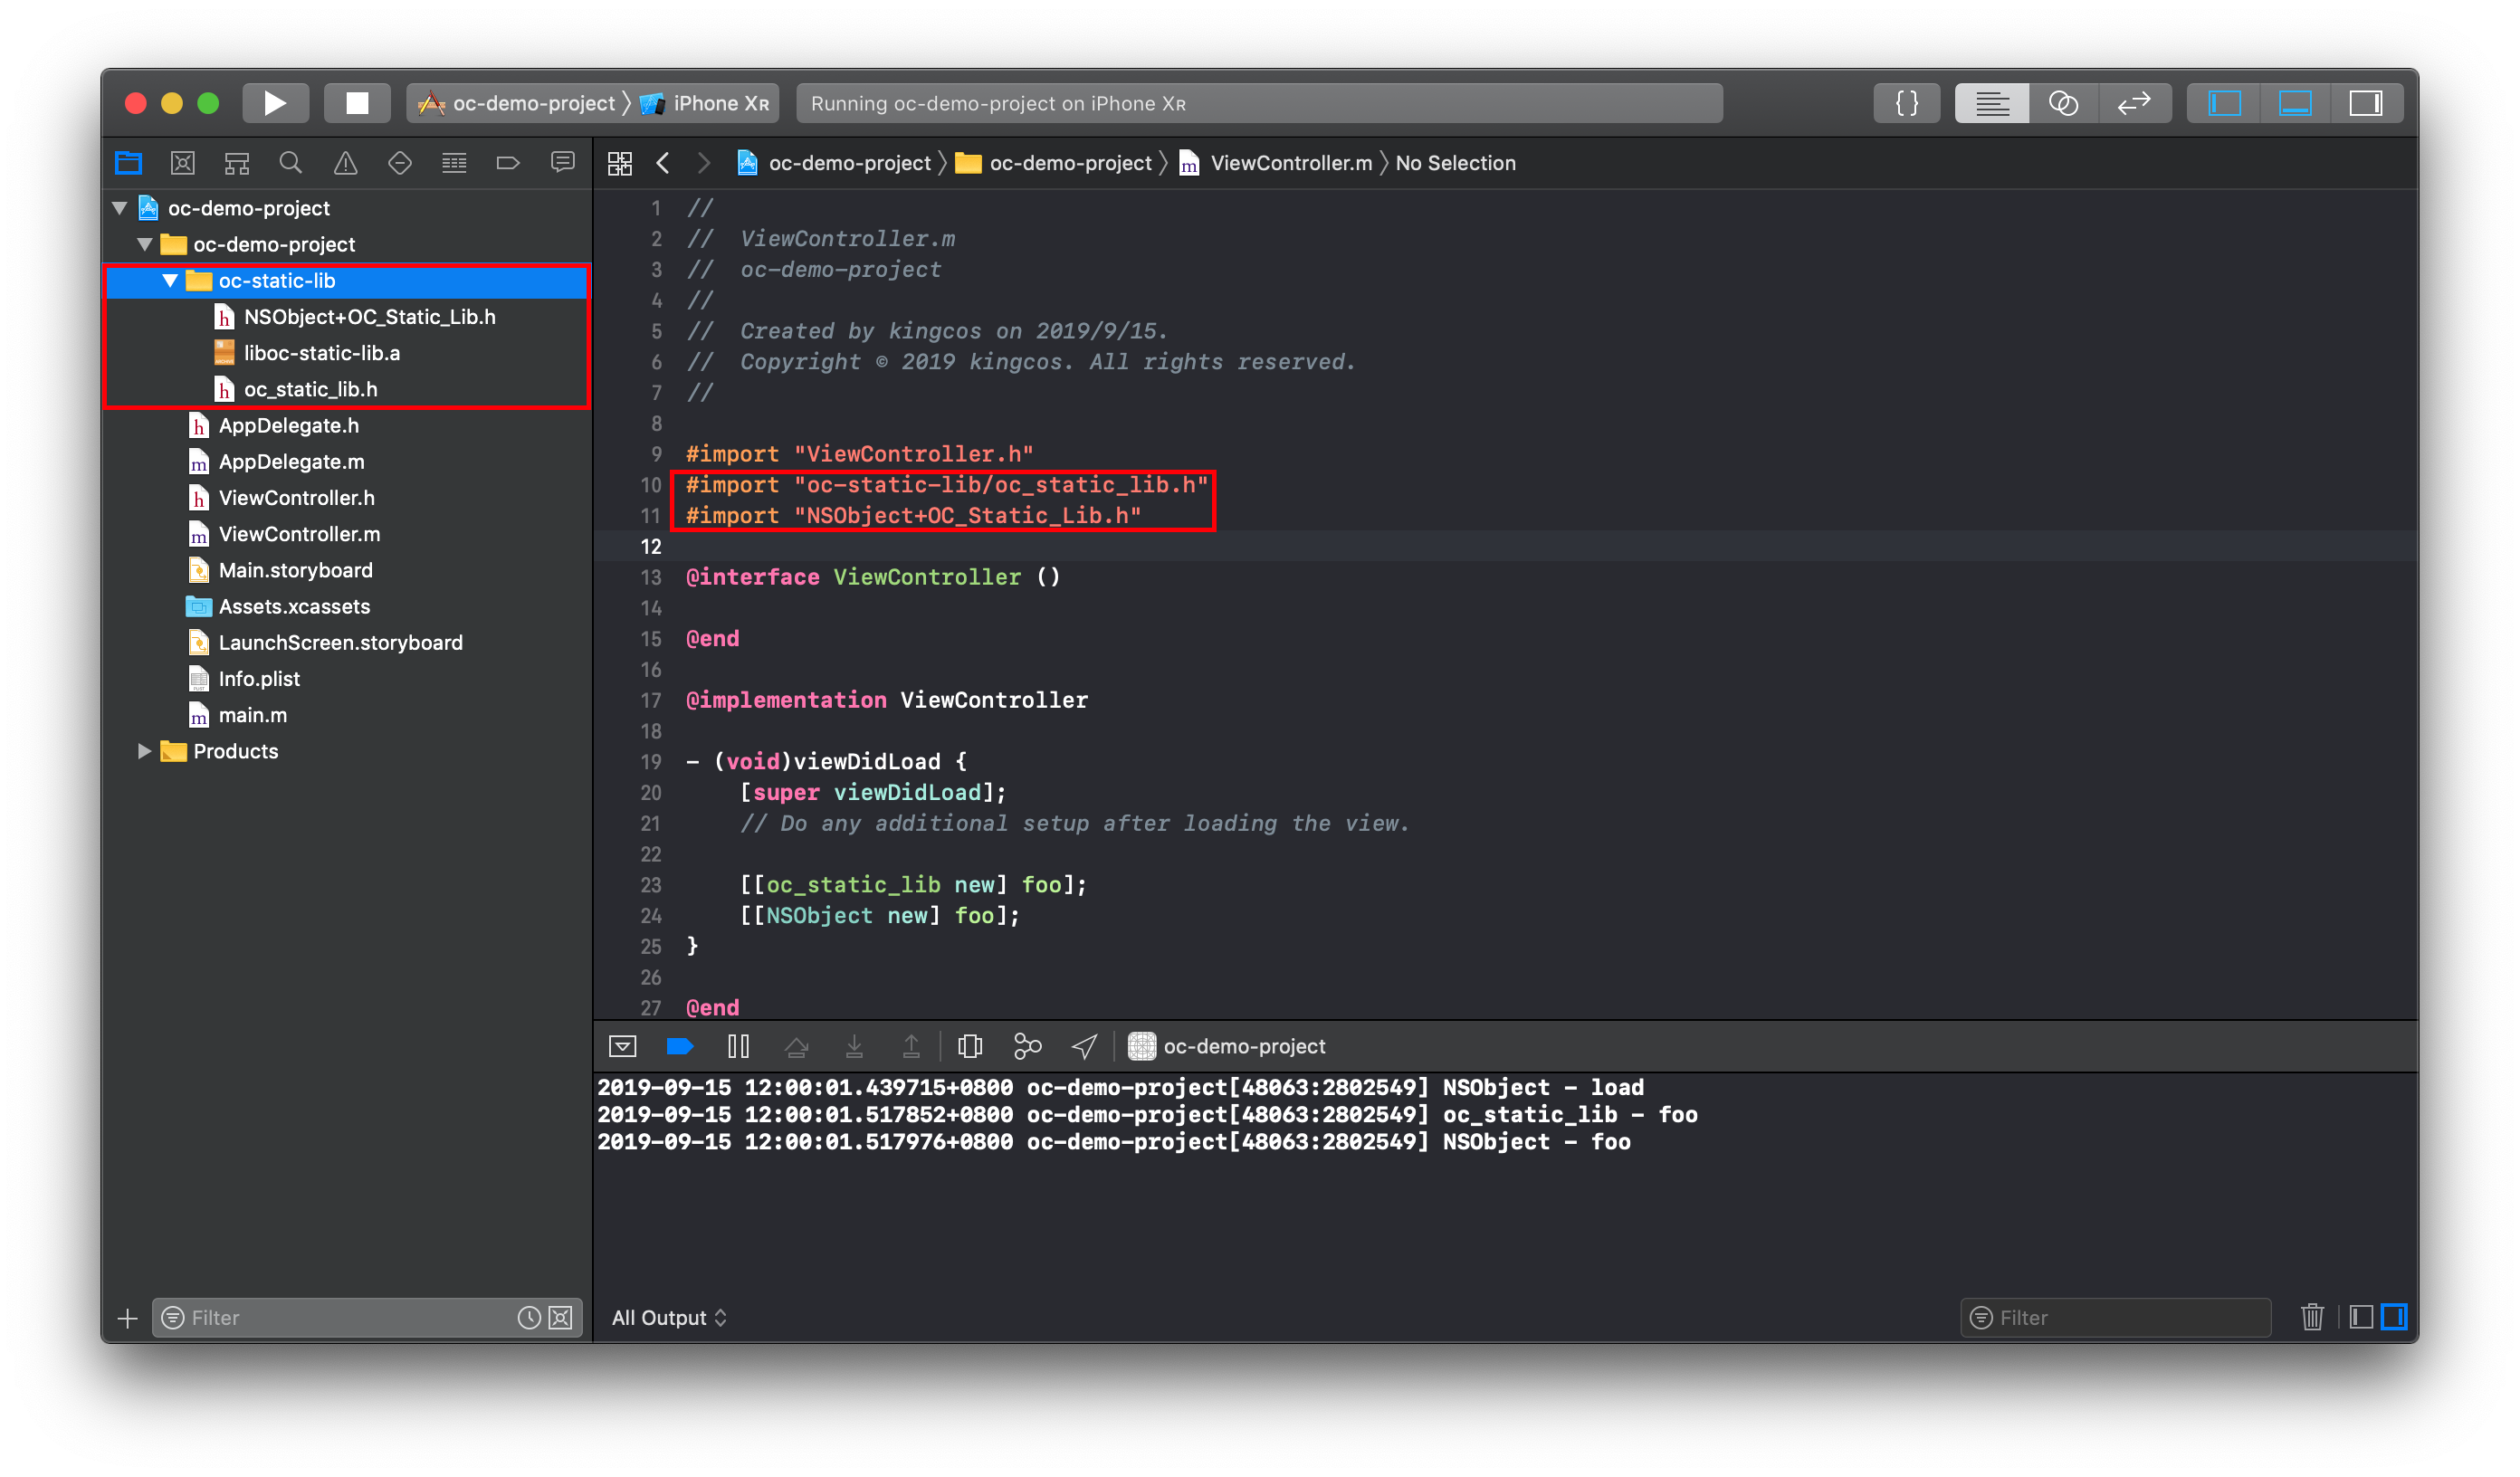 oc-demo-project 〉 iPhone Xʀ
Running oc-demo-project on iPhone Xʀ
{ }
oc-demo-project 〉 oc-demo-project 〉 m ViewController.m 〉 No Selection
oc-demo-project
oc-demo-project
oc-static-lib
h NSObject+OC_Static_Lib.h
liboc-static-lib.a
h oc_static_lib.h
h AppDelegate.h
m AppDelegate.m
h ViewController.h
m ViewController.m
Main.storyboard
Assets.xcassets
LaunchScreen.storyboard
Info.plist
m main.m
Products
Filter
1 //
2 //  ViewController.m
3 //  oc-demo-project
4 //
5 //  Created by kingcos on 2019/9/15.
6 //  Copyright © 2019 kingcos. All rights reserved.
7 //
8
9 #import "ViewController.h"
10 #import "oc-static-lib/oc_static_lib.h"
11 #import "NSObject+OC_Static_Lib.h"
12
13 @interface ViewController ()
14
15 @end
16
17 @implementation ViewController
18
19 - (void)viewDidLoad {
20     [super viewDidLoad];
21     // Do any additional setup after loading the view.
22
23     [[oc_static_lib new] foo];
24     [[NSObject new] foo];
25 }
26
27 @end
oc-demo-project
2019-09-15 12:00:01.439715+0800 oc-demo-project[48063:2802549] NSObject - load
2019-09-15 12:00:01.517852+0800 oc-demo-project[48063:2802549] oc_static_lib - foo
2019-09-15 12:00:01.517976+0800 oc-demo-project[48063:2802549] NSObject - foo
All Output
Filter